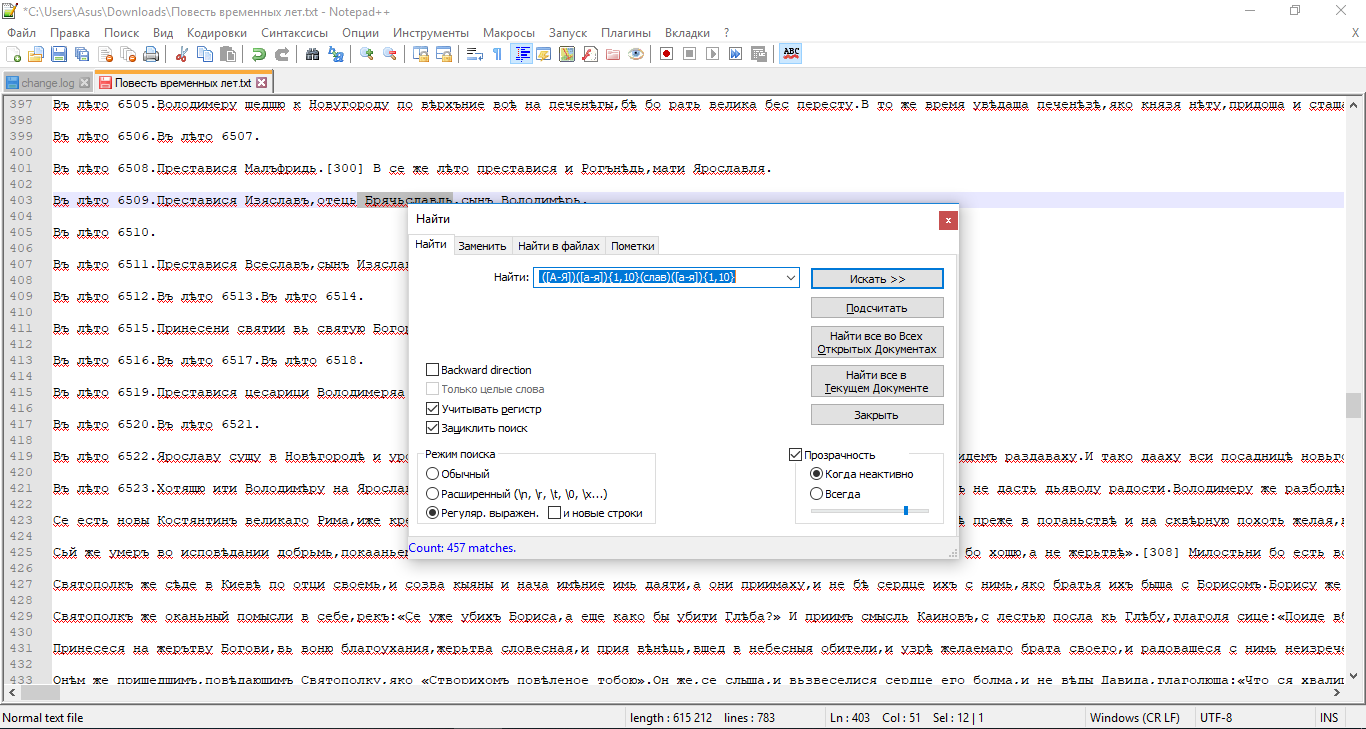 *C:\Users\Asus\Downloads\Повесть временных лет.txt - Notepad++
Файл Правка Поиск Вид Кодировки Синтаксисы Опции Инструменты Макросы Запуск Плагины Вкладки ? X
ABC
change.log Повесть временных лет.txt
397 Въ лѣто 6505.Володимеру шедшю к Новугороду по вѣрхъние воѣ на печенѣгы,бѣ бо рать велика бес пересту.В то же время увѣдаша печенѣзѣ,яко князя нѣту,придоша и сташа
398
399 Въ лѣто 6506.Въ лѣто 6507.
400
401 Въ лѣто 6508.Преставися Малъфридь.[300] В се же лѣто преставися и Рогънѣдь,мати Ярославля.
402
403 Въ лѣто 6509.Преставися Изяславъ,отець Брячьславль,сынъ Володимѣрь.
404
405 Въ лѣто 6510.
406
407 Въ лѣто 6511.Преставися Всеславъ,сынъ Изяслав
408
409 Въ лѣто 6512.Въ лѣто 6513.Въ лѣто 6514.
410
411 Въ лѣто 6515.Принесени святии вь святую Богор
412
413 Въ лѣто 6516.Въ лѣто 6517.Въ лѣто 6518.
414
415 Въ лѣто 6519.Преставися цесарици Володимеряа
416
417 Въ лѣто 6520.Въ лѣто 6521.
418
419 Въ лѣто 6522.Ярославу сущу в Новѣгородѣ и уро идемъ раздаваху.И тако дааху вси посадницѣ новьго
420
421 Въ лѣто 6523.Хотящю ити Володимѣру на Яросла ь не дасть дьяволу радости.Володимеру же разболѣ
422
423 Се есть новы Костянтинъ великаго Рима,иже кре ѣ преже в поганьствѣ и на сквѣрную похоть желая,
424
425 Сьй же умеръ во исповѣдании добрьмь,покааньем бо хощю,а не жерьтвѣ».[308] Милостьни бо есть вс
426
427 Святополкъ же сѣде в Киевѣ по отци своемь,и созва кыяны и нача имѣние имь даяти,а они приимаху,и не бѣ сердце ихъ с нимь,яко братья ихъ быша с Борисомъ.Борису же
428
429 Святополкъ же оканьный помысли в себе,рекъ:«Се уже убихъ Бориса,а еще како бы убити Глѣба?» И приимъ смысль Каиновъ,с лестью посла кь Глѣбу,глаголя сице:«Поиде вб
430
431 Принесеся на жерътву Богови,вь воню благоухания,жерьтва словесная,и прия вѣнѣць,вшед в небесныя обители,и узрѣ желаемаго брата своего,и радовашеся с нимь неизрече
432
433 Онѣм же пришедшимъ,повѣдающимъ Святополку,яко «Створихомъ повѣленое тобою».Он же,се слыша,и възвеселися сердце его болма,и не вѣды Давида,глаголюща:«Что ся хвали
Найти
x
Найти Заменить Найти в файлах Пометки
Найти: ([А-Я])([а-я]){1,10}(слав)([а-я]){1,10}
Искать >>
Подсчитать
Найти все во Всех
Открытых Документах
Найти все в
Текущем Документе
Закрыть
Backward direction
Только целые слова
Учитывать регистр
Зациклить поиск
Режим поиска
Обычный
Расширенный (\n, \r, \t, \0, \x...)
Регуляр. выражен. и новые строки
Прозрачность
Когда неактивно
Всегда
Count: 457 matches.
Normal text file length : 615 212 lines : 783 Ln : 403 Col : 51 Sel : 12 | 1 Windows (CR LF) UTF-8 INS